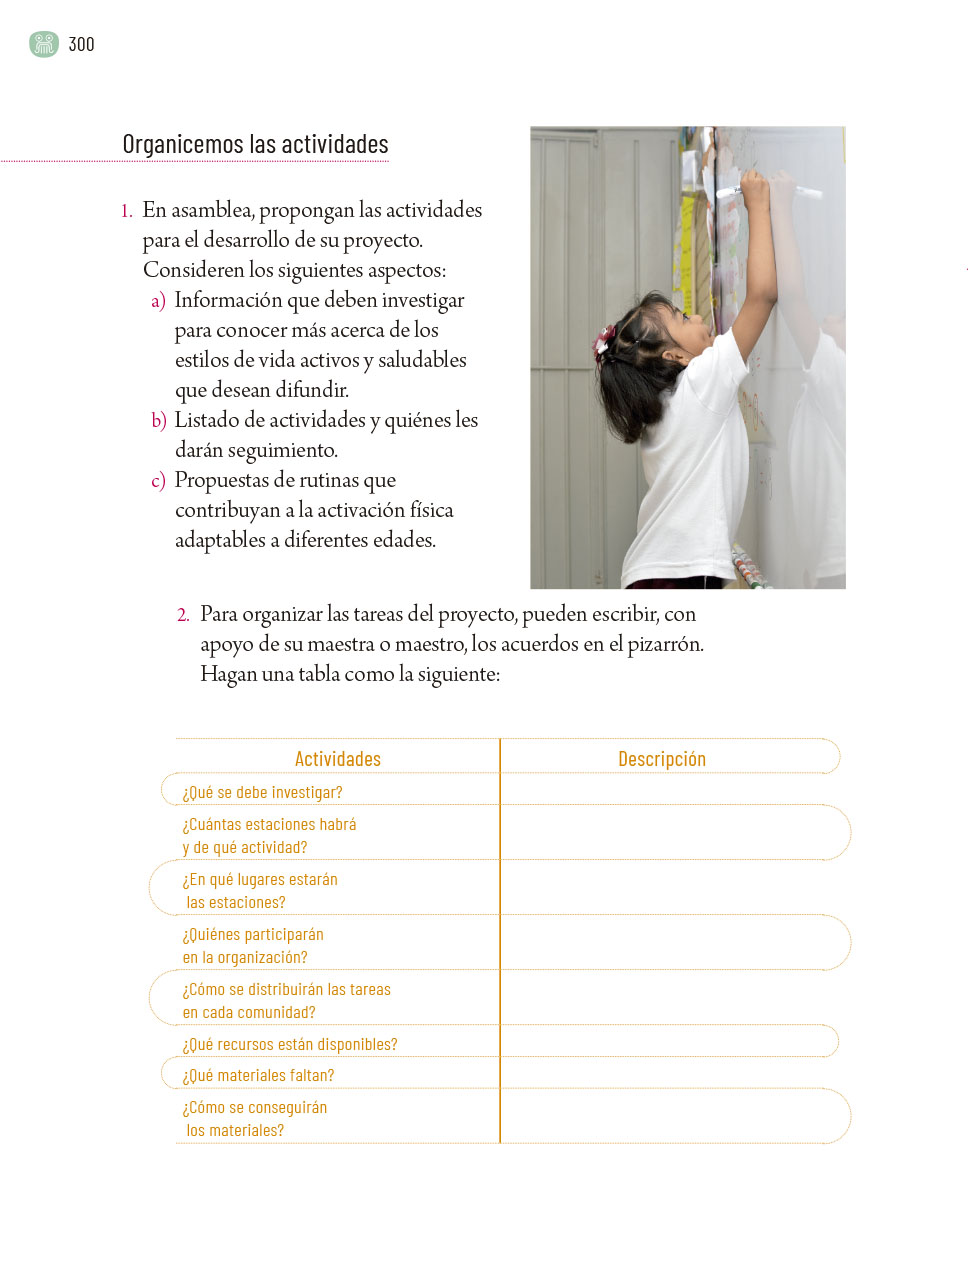 300
Organicemos las actividades
1. En asamblea, propongan las actividades
para el desarrollo de su proyecto.
Consideren los siguientes aspectos:
a) Información que deben investigar
para conocer más acerca de los
estilos de vida activos y saludables
que desean difundir.
b) Listado de actividades y quiénes les
darán seguimiento.
c) Propuestas de rutinas que
contribuyan a la activación física
adaptables a diferentes edades.
2. Para organizar las tareas del proyecto, pueden escribir, con
apoyo de su maestra o maestro, los acuerdos en el pizarrón.
Hagan una tabla como la siguiente:
Actividades Descripción
¿Qué se debe investigar?
¿Cuántas estaciones habrá
y de qué actividad?
¿En qué lugares estarán
las estaciones?
¿Quiénes participarán
en la organización?
¿Cómo se distribuirán las tareas
en cada comunidad?
¿Qué recursos están disponibles?
¿Qué materiales faltan?
¿Cómo se conseguirán
los materiales?